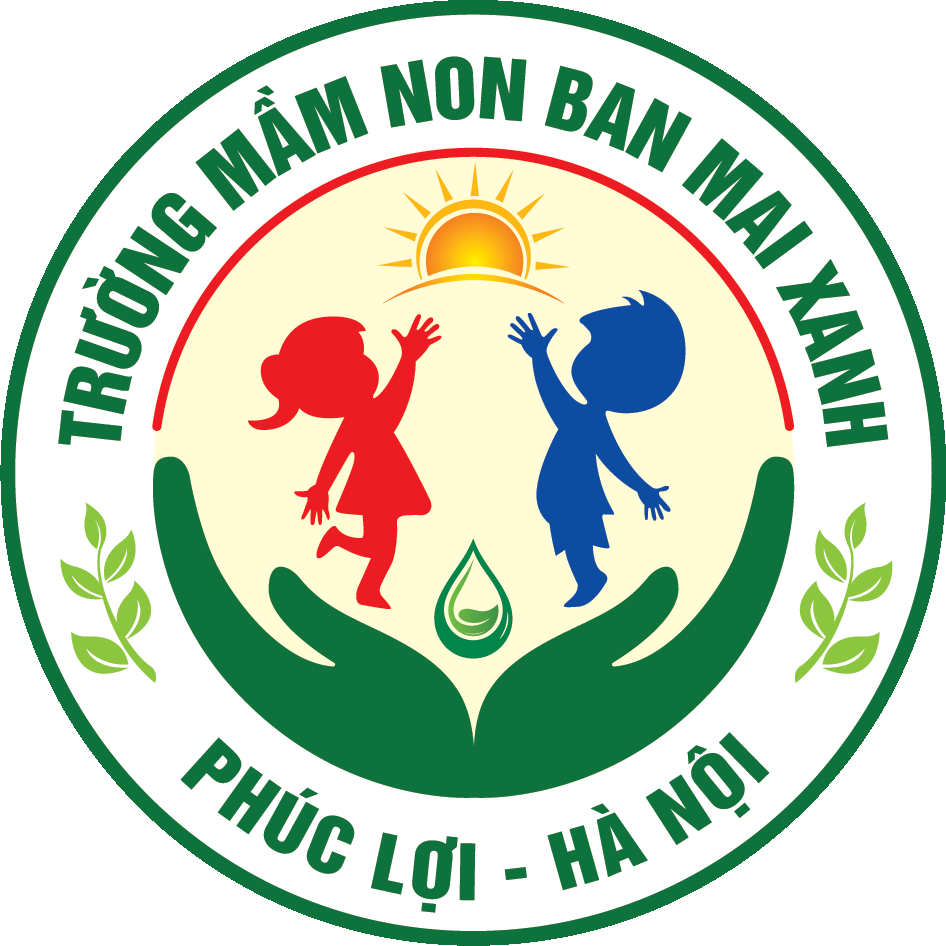 TRƯỜNG MẦM NON BAN MAI XANH
PHÚC LỢI - HÀ NỘI